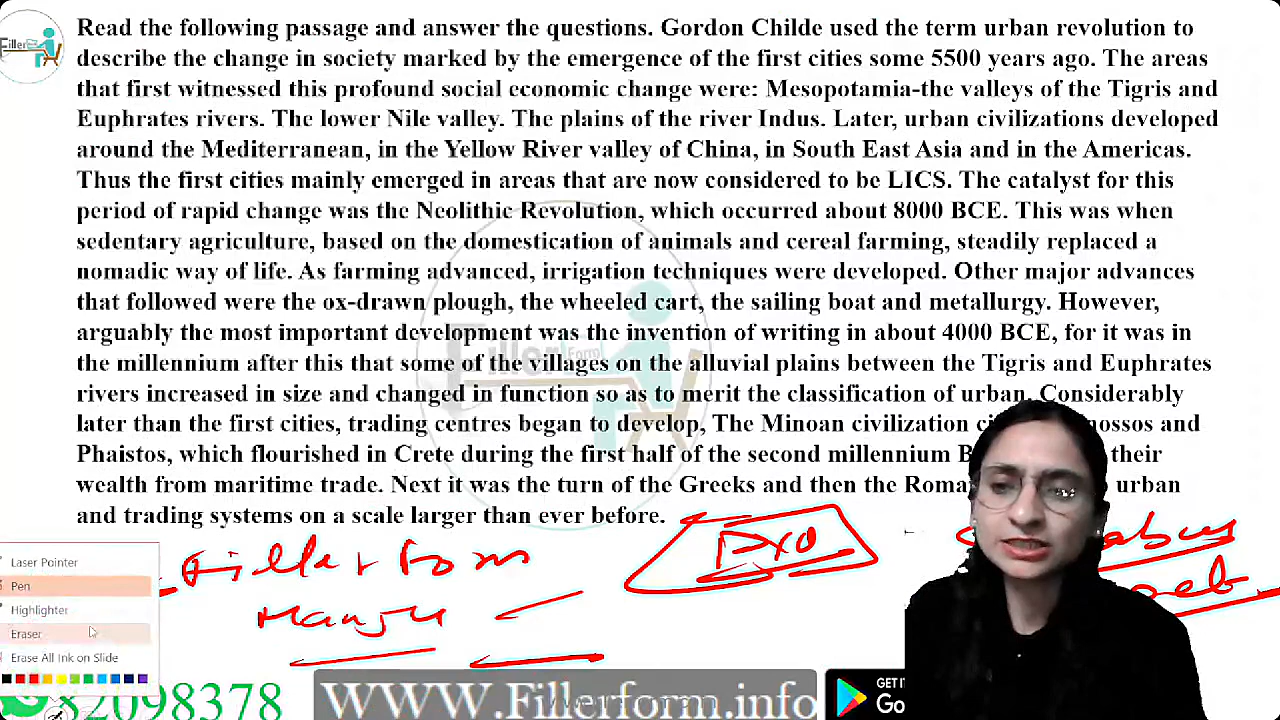 Read the following passage and answer the questions. Gordon Childe used the term urban revolution to
describe the change in society marked by the emergence of the first cities some 5500 years ago. The areas
that first witnessed this profound social economic change were: Mesopotamia-the valleys of the Tigris and
Euphrates rivers. The lower Nile valley. The plains of the river Indus. Later, urban civilizations developed
around the Mediterranean, in the Yellow River valley of China, in South East Asia and in the Americas.
Thus the first cities mainly emerged in areas that are now considered to be LICS. The catalyst for this
period of rapid change was the Neolithic Revolution, which occurred about 8000 BCE. This was when
sedentary agriculture, based on the domestication of animals and cereal farming, steadily replaced a
nomadic way of life. As farming advanced, irrigation techniques were developed. Other major advances
that followed were the ox-drawn plough, the wheeled cart, the sailing boat and metallurgy. However,
arguably the most important development was the invention of writing in about 4000 BCE, for it was in
the millennium after this that some of the villages on the alluvial plains between the Tigris and Euphrates
rivers increased in size and changed in function so as to merit the classification of urban. Considerably
later than the first cities, trading centres began to develop, The Minoan civilization
Phaistos, which flourished in Crete during the first half of the second millennium their
wealth from maritime trade. Next it was the turn of the Greeks and then the urban
and trading systems on a scale larger than ever before.
Filler form
Laser Pointer
Pen
Highlighter
Eraser
Erase All Ink on Slide
82098378
WWW.Fillerform.info
GET I
Go